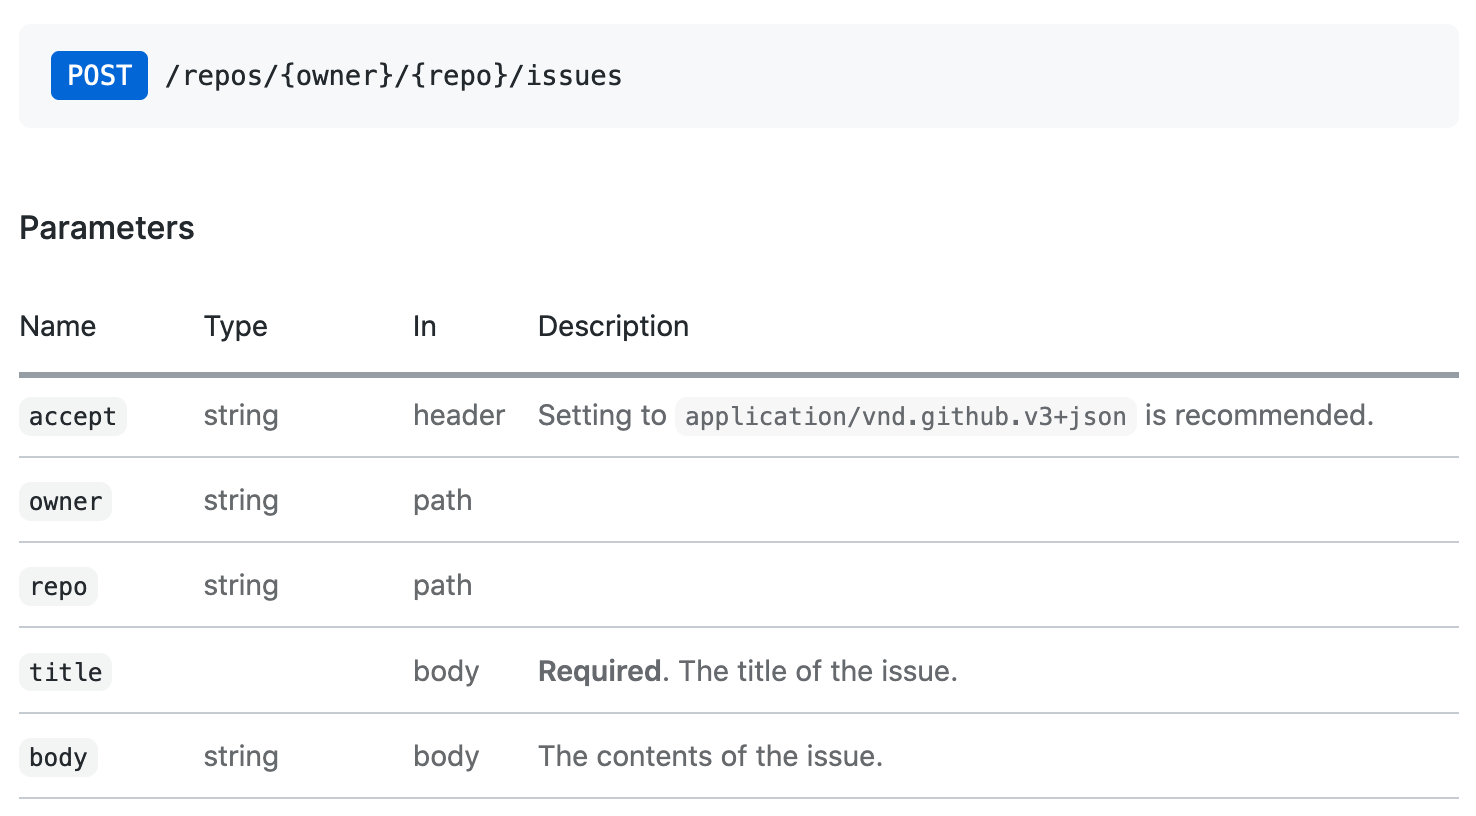 POST /repos/{owner}/{repo}/issues
Parameters
Name Type In Description
accept string header Setting to application/vnd.github.v3+json is recommended.
owner string path
repo string path
title body Required. The title of the issue.
body string body The contents of the issue.